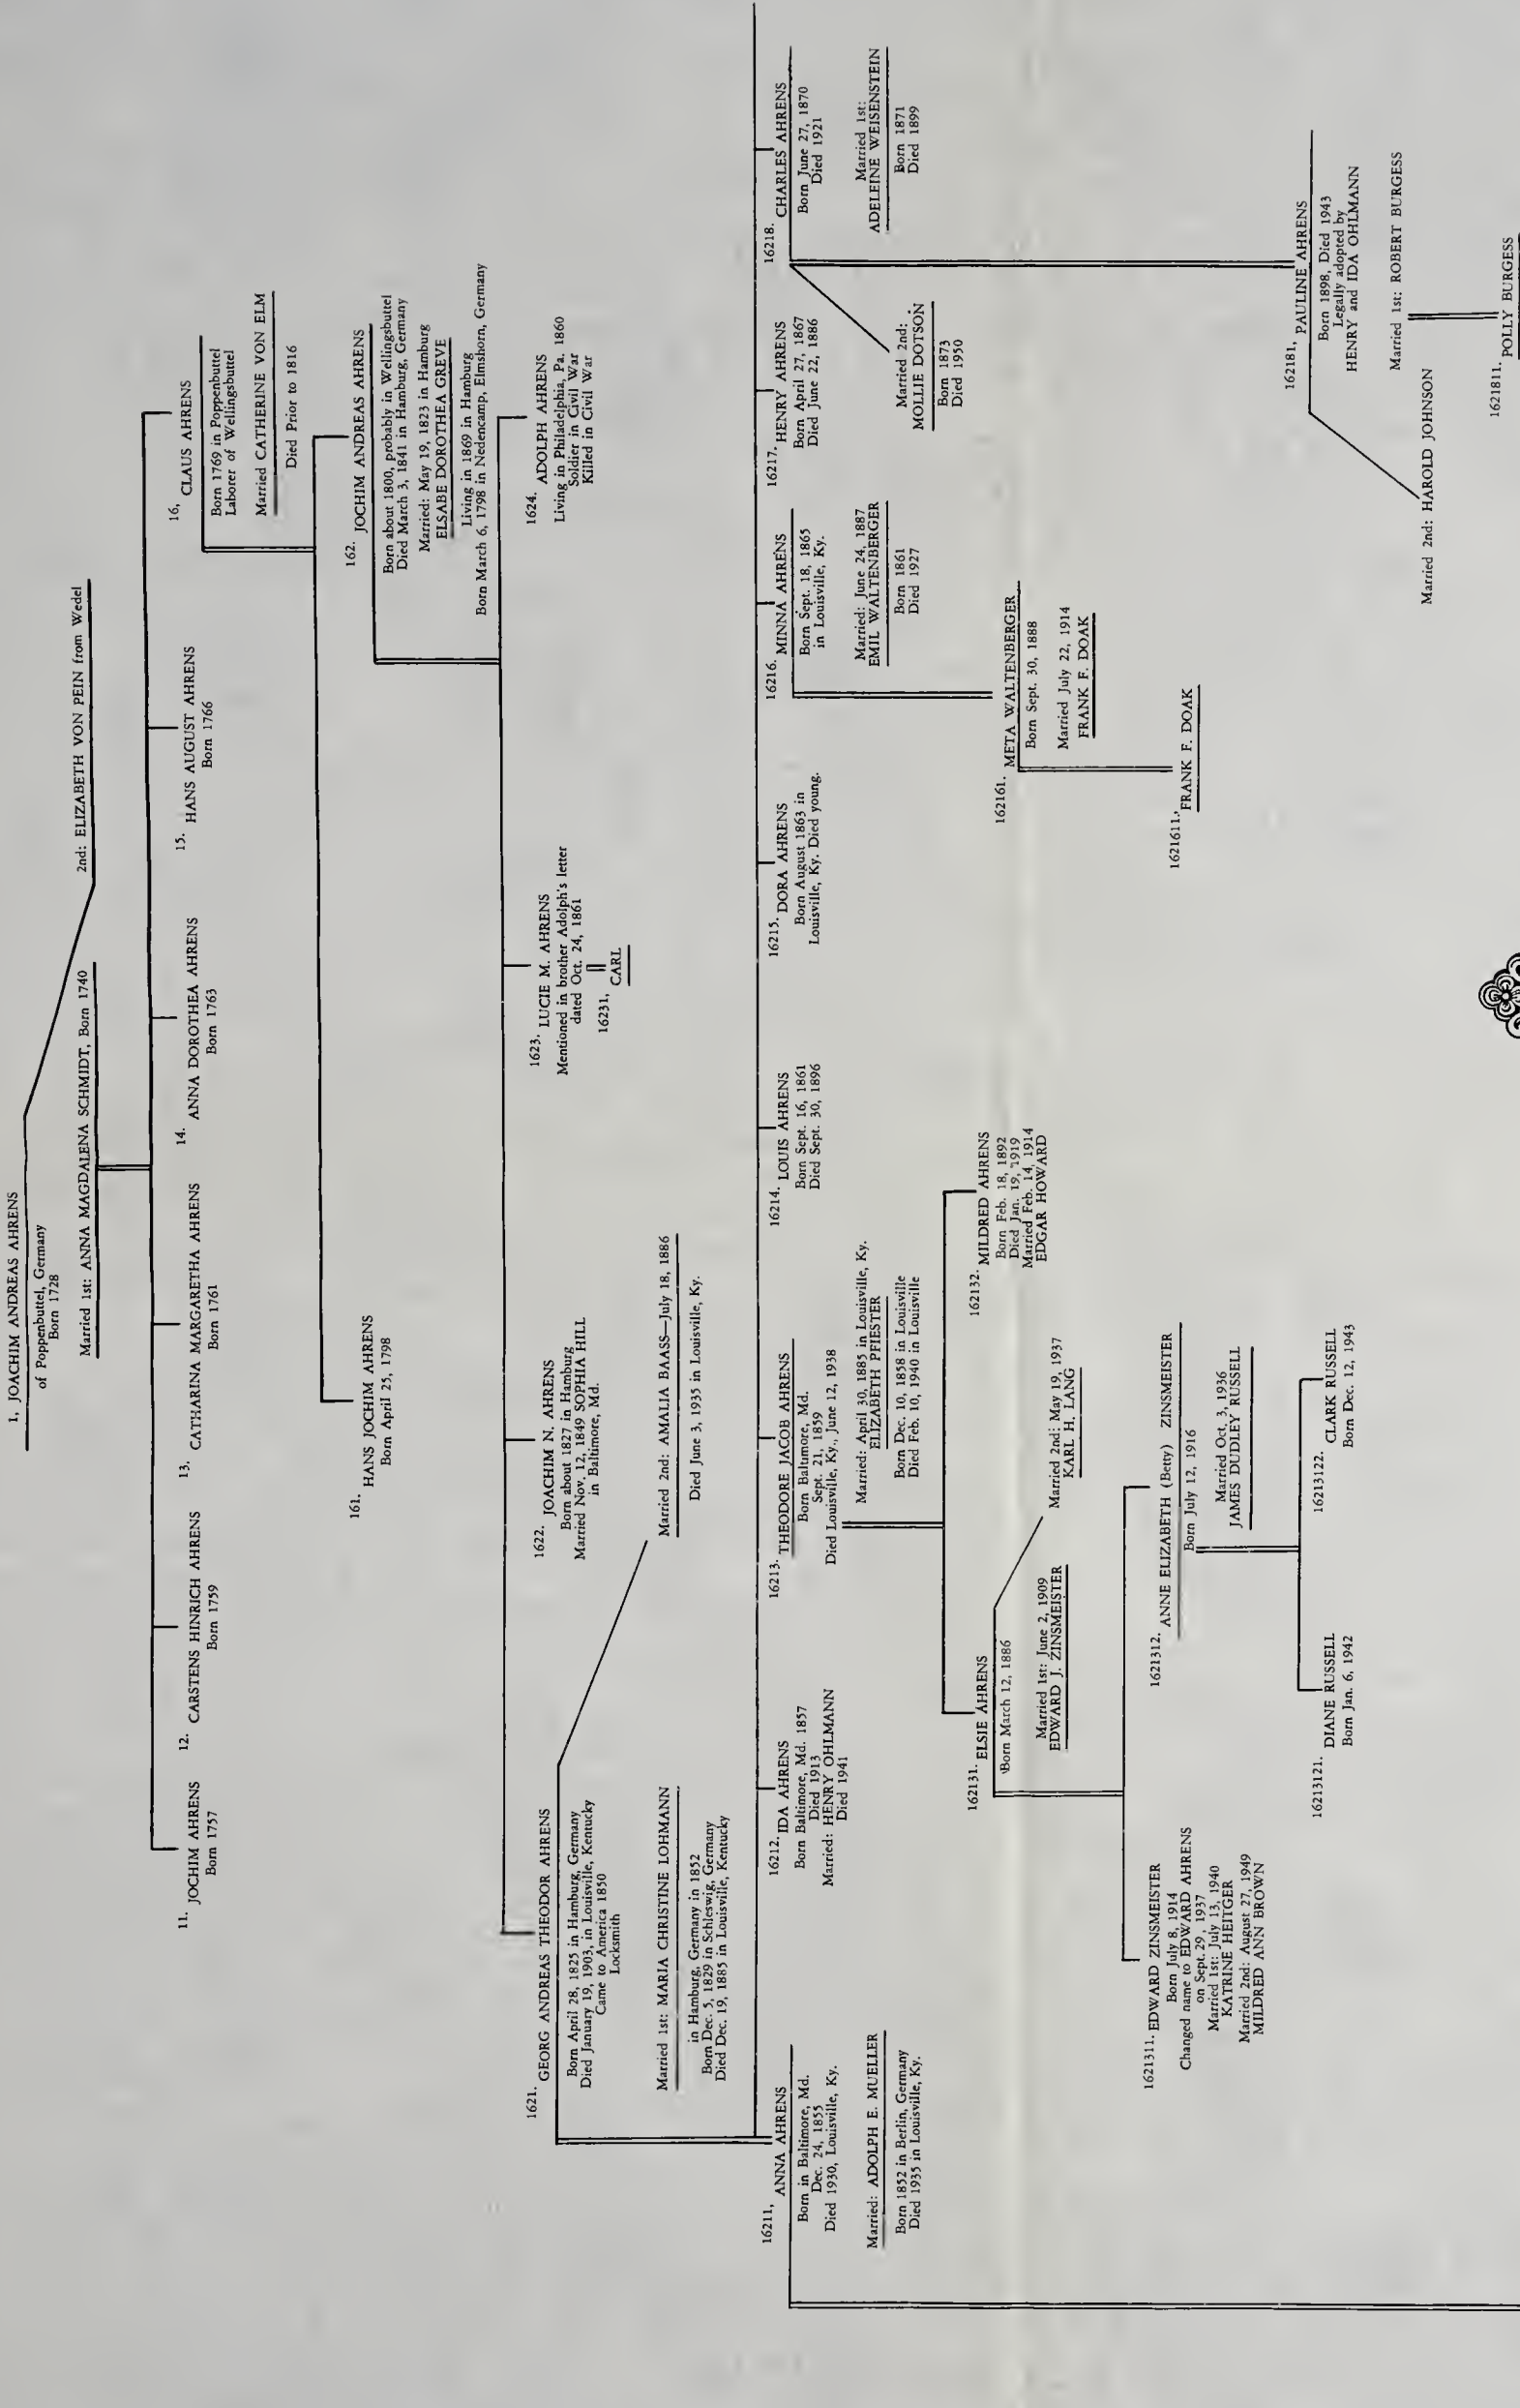 1, JOACHIM ANDREAS AHRENS
of Poppenbuttel, Germany
Born 1728
Married 1st: ANNA MAGDALENA SCHMIDT, Born 1740
2nd: ELIZABETH VON PEIN from Wedel
11. JOCHIM AHRENS
Born 1757
12. CARSTENS HINRICH AHRENS
Born 1759
13, CATHARINA MARGARETHA AHRENS
Born 1761
14. ANNA DOROTHEA AHRENS
Born 1763
15. HANS AUGUST AHRENS
Born 1766
16, CLAUS AHRENS
Born 1769 in Poppenbuttel
Laborer of Wellingsbuttel
Married CATHERINE VON ELM
Died Prior to 1816
161. HANS JOCHIM AHRENS
Born April 25, 1798
162. JOCHIM ANDREAS AHRENS
Born about 1800, probably in Wellingsbuttel
Died March 3, 1841 in Hamburg, Germany
Married: May 19, 1823 in Hamburg
ELSABE DOROTHEA GREVE
Living in 1869 in Hamburg
Born March 6, 1798 in Nedencamp, Elmshorn, Germany
1621. GEORG ANDREAS THEODOR AHRENS
Born April 28, 1825 in Hamburg, Germany
Died January 19, 1903, in Louisville, Kentucky
Came to America 1850
Locksmith
Married 1st: MARIA CHRISTINE LOHMANN
in Hamburg, Germany in 1852
Born Dec. 5, 1829 in Schleswig, Germany
Died Dec. 19, 1885 in Louisville, Kentucky
Married 2nd: AMALIA BAASS—July 18, 1886
Died June 3, 1935 in Louisville, Ky.
1622. JOACHIM N. AHRENS
Born about 1827 in Hamburg
Married Nov. 12, 1849 SOPHIA HILL
in Baltimore, Md.
1623. LUCIE M. AHRENS
Mentioned in brother Adolph's letter
dated Oct. 24, 1861
16231, CARL
1624. ADOLPH AHRENS
Living in Philadelphia, Pa. 1860
Soldier in Civil War
Killed in Civil War
16211, ANNA AHRENS
Born in Baltimore, Md.
Dec. 24, 1855
Died 1930, Louisville, Ky.
Married: ADOLPH E. MUELLER
Born 1852 in Berlin, Germany
Died 1935 in Louisville, Ky.
16212. IDA AHRENS
Born Baltimore, Md. 1857
Died 1913
Married: HENRY OHLMANN
Died 1941
16213. THEODORE JACOB AHRENS
Born Baltimore, Md.
Sept. 21, 1859
Died Louisville, Ky., June 12, 1938
Married: April 30, 1885 in Louisville, Ky.
ELIZABETH PFIESTER
Born Dec. 10, 1858 in Louisville
Died Feb. 10, 1940 in Louisville
16214. LOUIS AHRENS
Born Sept. 16, 1861
Died Sept. 30, 1896
16215. DORA AHRENS
Born August 1863 in
Louisville, Ky. Died young.
16216. MINNA AHRENS
Born Sept. 18, 1865
in Louisville, Ky.
Married: June 24, 1887
EMIL WALTENBERGER
Born 1861
Died 1927
16217. HENRY AHRENS
Born April 27, 1867
Died June 22, 1886
16218. CHARLES AHRENS
Born June 27, 1870
Died 1921
Married 1st:
ADELEINE WEISENSTEIN
Born 1871
Died 1899
Married 2nd:
MOLLIE DOTSON
Born 1873
Died 1950
162131. ELSIE AHRENS
Born March 12, 1886
Married 1st: June 2, 1909
EDWARD J. ZINSMEISTER
Married 2nd: May 19, 1937
KARL H. LANG
162132. MILDRED AHRENS
Born Feb. 18, 1892
Died Jan. 19, 1919
Married Feb. 14, 1914
EDGAR HOWARD
162161. META WALTENBERGER
Born Sept. 30, 1888
Married July 22, 1914
FRANK F. DOAK
1621611, FRANK F. DOAK
162181, PAULINE AHRENS
Born 1898, Died 1943
Legally adopted by
HENRY and IDA OHLMANN
Married 1st: ROBERT BURGESS
Married 2nd: HAROLD JOHNSON
1621811, POLLY BURGESS
1621311. EDWARD ZINSMEISTER
Born July 8, 1914
Changed name to EDWARD AHRENS
on Sept. 29, 1937
Married 1st: July 13, 1940
KATRINE HEITGER
Married 2nd: August 27, 1949
MILDRED ANN BROWN
1621312. ANNE ELIZABETH (Betty) ZINSMEISTER
Born July 12, 1916
Married Oct. 3, 1936
JAMES DUDLEY RUSSELL
16213121. DIANE RUSSELL
Born Jan. 6, 1942
16213122. CLARK RUSSELL
Born Dec. 12, 1943